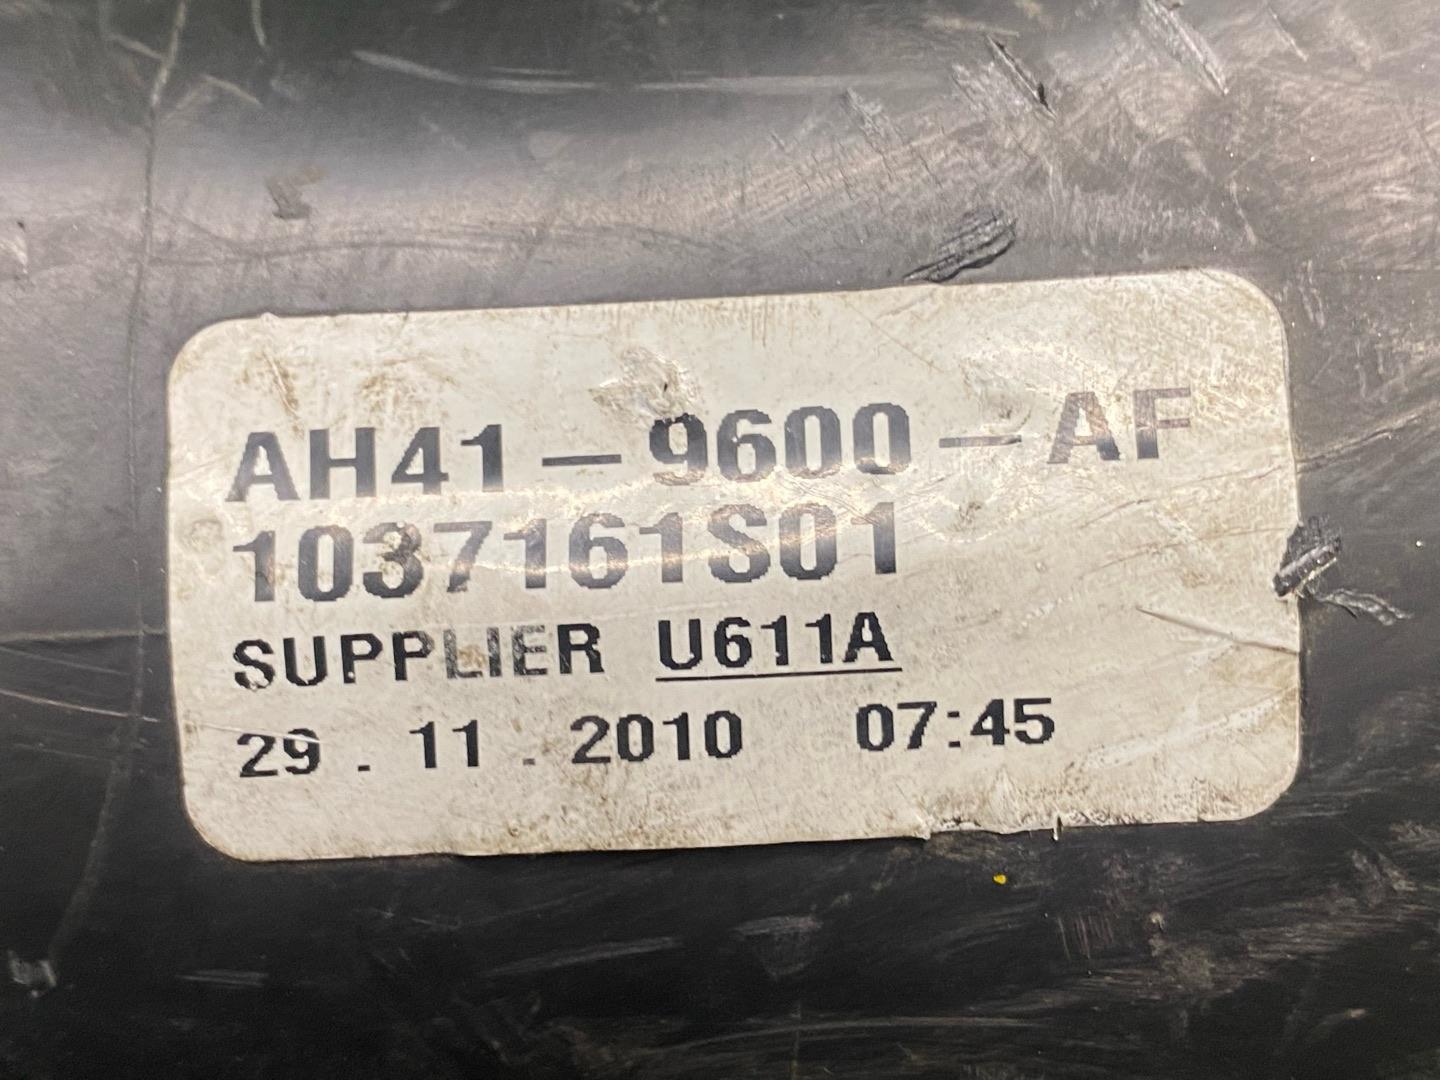 AH41-9600-AF
1037161S01
SUPPLIER U611A
29.11.2010 07:45